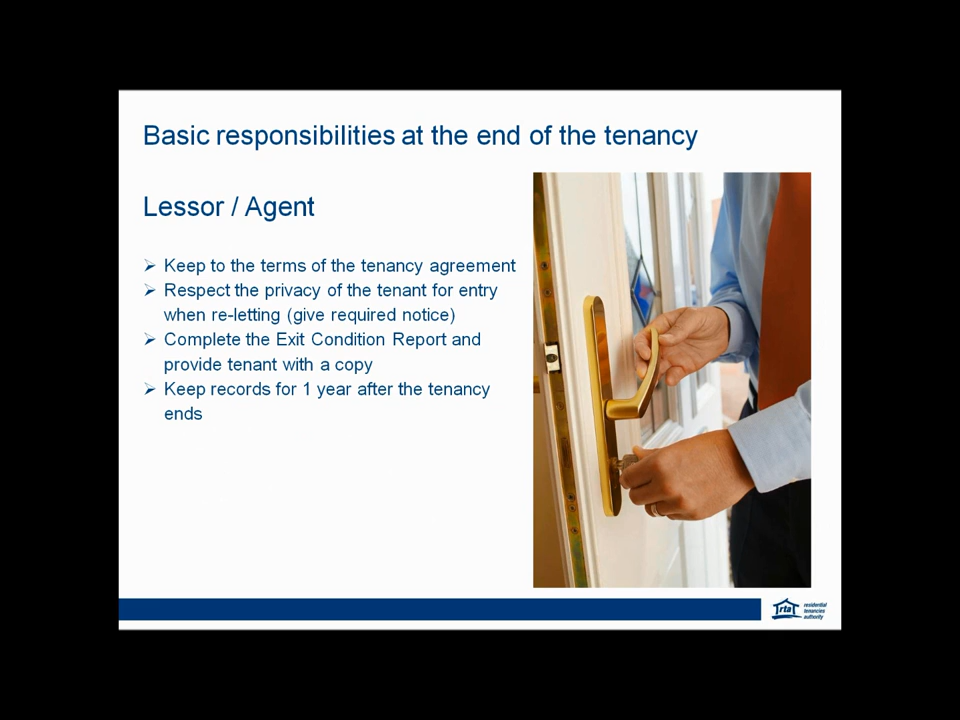 Basic responsibilities at the end of the tenancy
Lessor / Agent
➢ Keep to the terms of the tenancy agreement
➢ Respect the privacy of the tenant for entry
when re-letting (give required notice)
➢ Complete the Exit Condition Report and
provide tenant with a copy
➢ Keep records for 1 year after the tenancy
ends
rta
residential
tenancies
authority